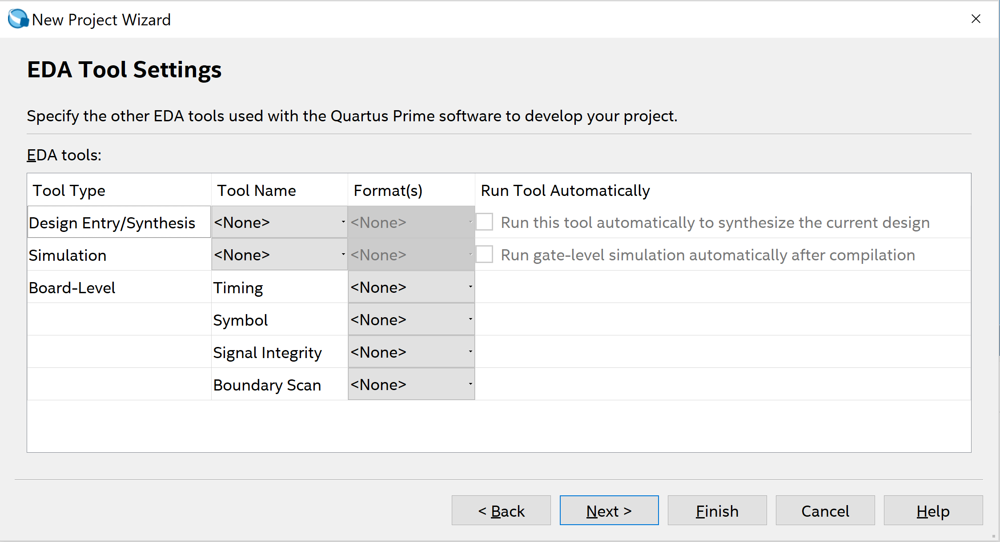 New Project Wizard
EDA Tool Settings
Specify the other EDA tools used with the Quartus Prime software to develop your project.
EDA tools:
Tool Type Tool Name Format(s) Run Tool Automatically
Design Entry/Synthesis <None> <None> Run this tool automatically to synthesize the current design
Simulation <None> <None> Run gate-level simulation automatically after compilation
Board-Level Timing <None>
Symbol <None>
Signal Integrity <None>
Boundary Scan <None>
< Back Next > Finish Cancel Help